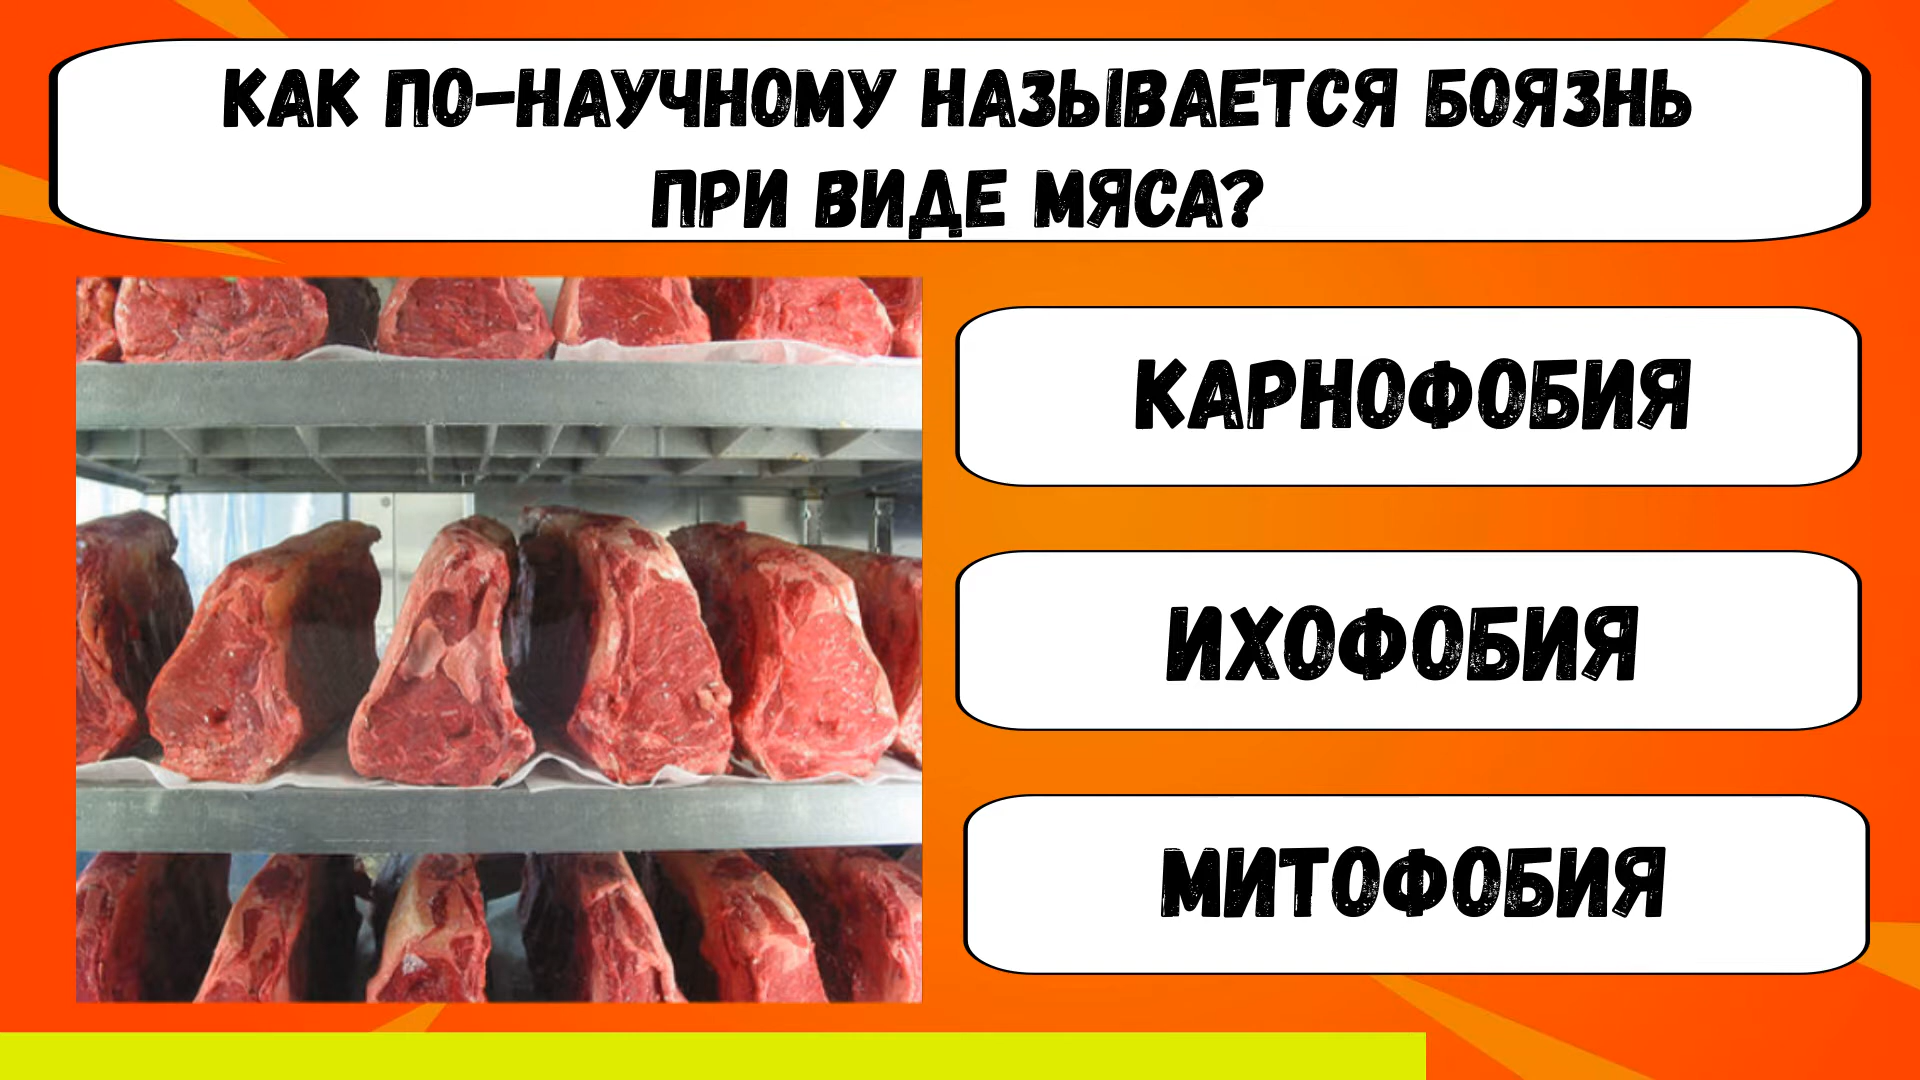 КАК ПО-НАУЧНОМУ НАЗЫВАЕТСЯ БОЯЗНЬ
ПРИ ВИДЕ МЯСА?
КАРНОФОБИЯ
ИХОФОБИЯ
МИТОФОБИЯ